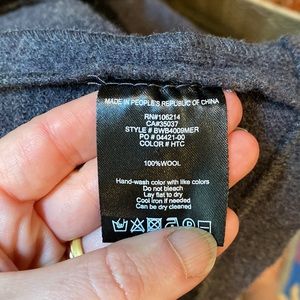 MADE IN PEOPLE'S REPUBLIC OF CHINA
RN#106214
CA#35037
STYLE # BWB4009MER
PO # 04421-00
COLOR # HTC
100%WOOL
Hand-wash color with like colors
Do not bleach
Lay flat to dry
Cool iron if needed
Can be dry cleaned